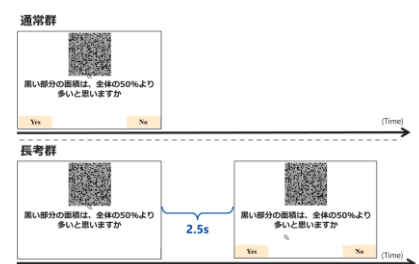 通常群
黒い部分の面積は、全体の50%より
多いと思いますか
Yes No
(Time)
長考群
黒い部分の面積は、全体の50%より
多いと思いますか
2.5s
黒い部分の面積は、全体の50%より
多いと思いますか
Yes No
(Time)